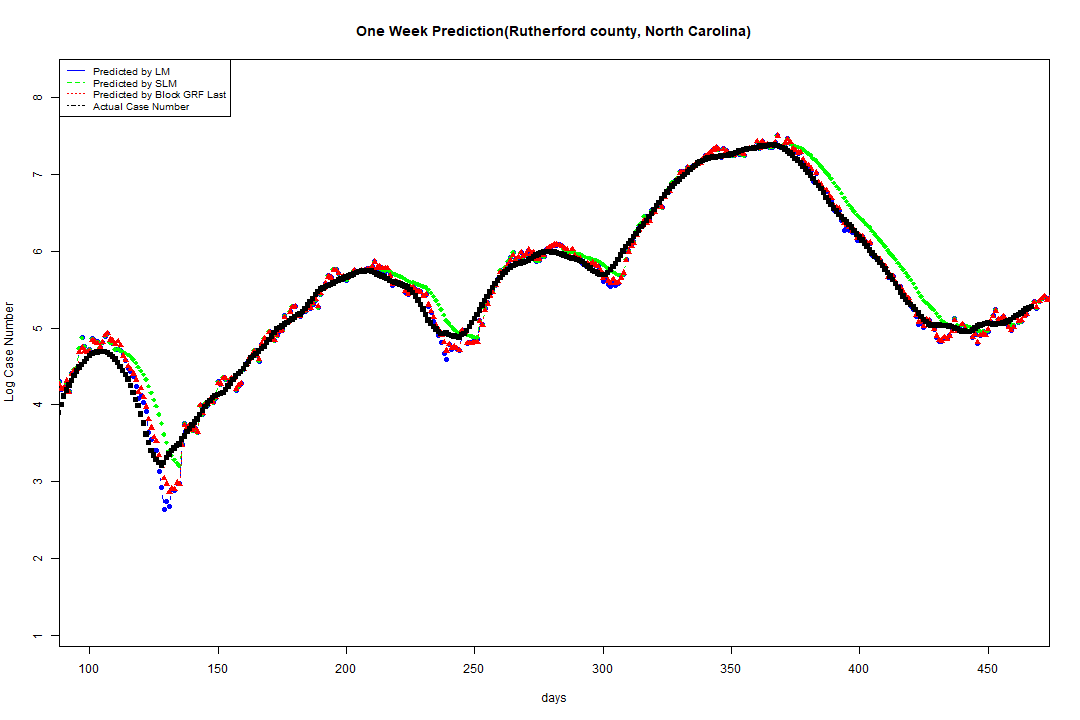 One Week Prediction(Rutherford county, North Carolina)
Predicted by LM
Predicted by SLM
Predicted by Block GRF Last
Actual Case Number
8
7
6
5
4
3
2
1
Log Case Number
100 150 200 250 300 350 400 450
days